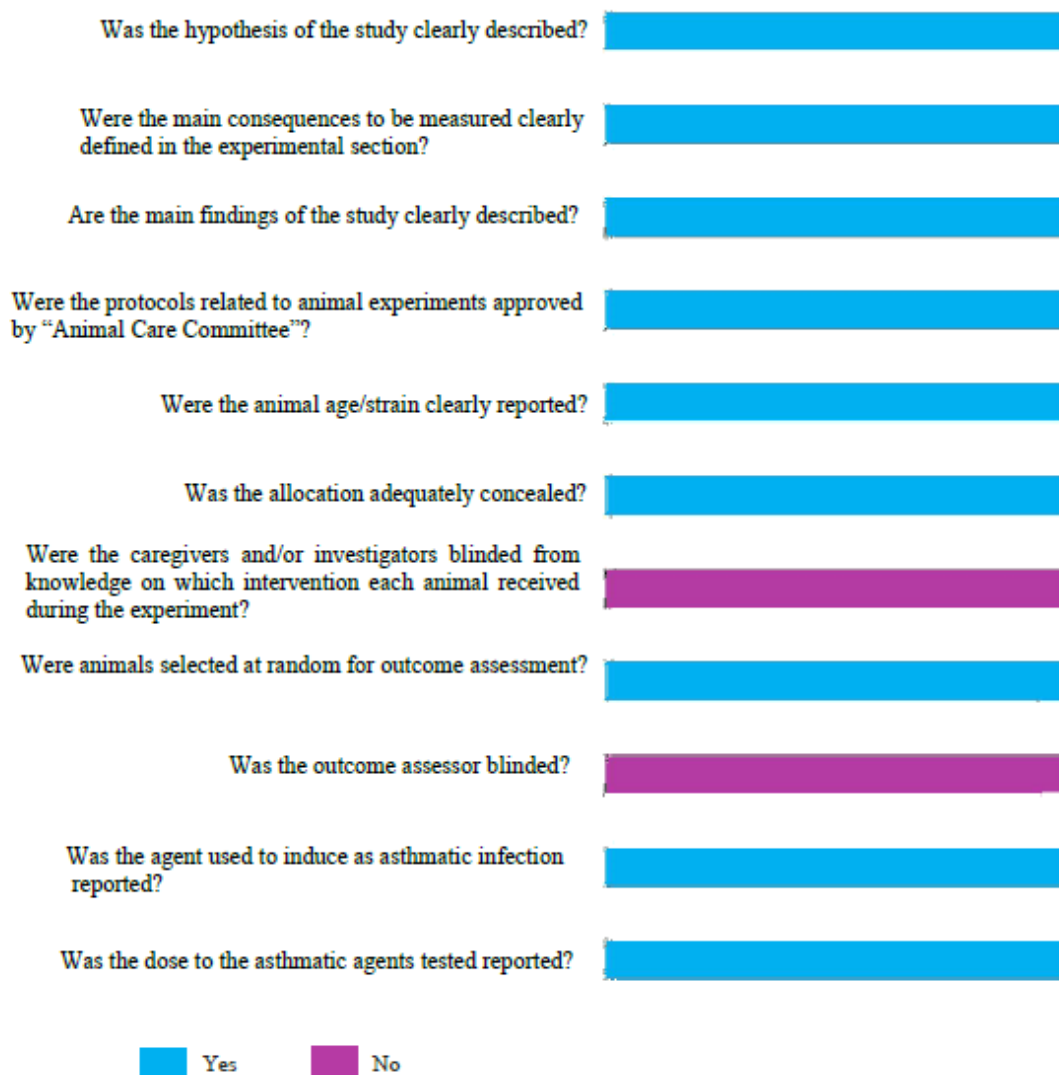 Was the hypothesis of the study clearly described?
Were the main consequences to be measured clearly
defined in the experimental section?
Are the main findings of the study clearly described?
Were the protocols related to animal experiments approved
by “Animal Care Committee”?
Were the animal age/strain clearly reported?
Was the allocation adequately concealed?
Were the caregivers and/or investigators blinded from
knowledge on which intervention each animal received
during the experiment?
Were animals selected at random for outcome assessment?
Was the outcome assessor blinded?
Was the agent used to induce as asthmatic infection
reported?
Was the dose to the asthmatic agents tested reported?
Yes No